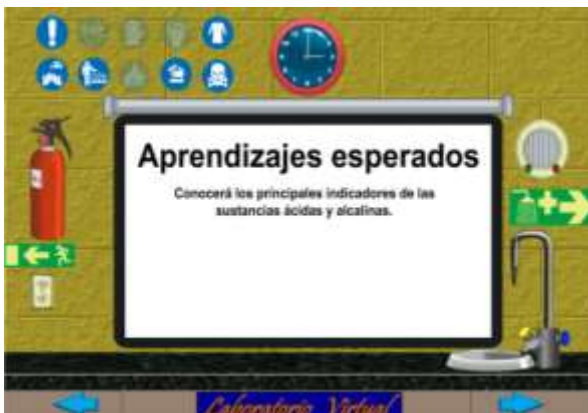 Aprendizajes esperados
Conocerá los principales indicadores de las
sustancias ácidas y alcalinas.
Laboratorio Virtual